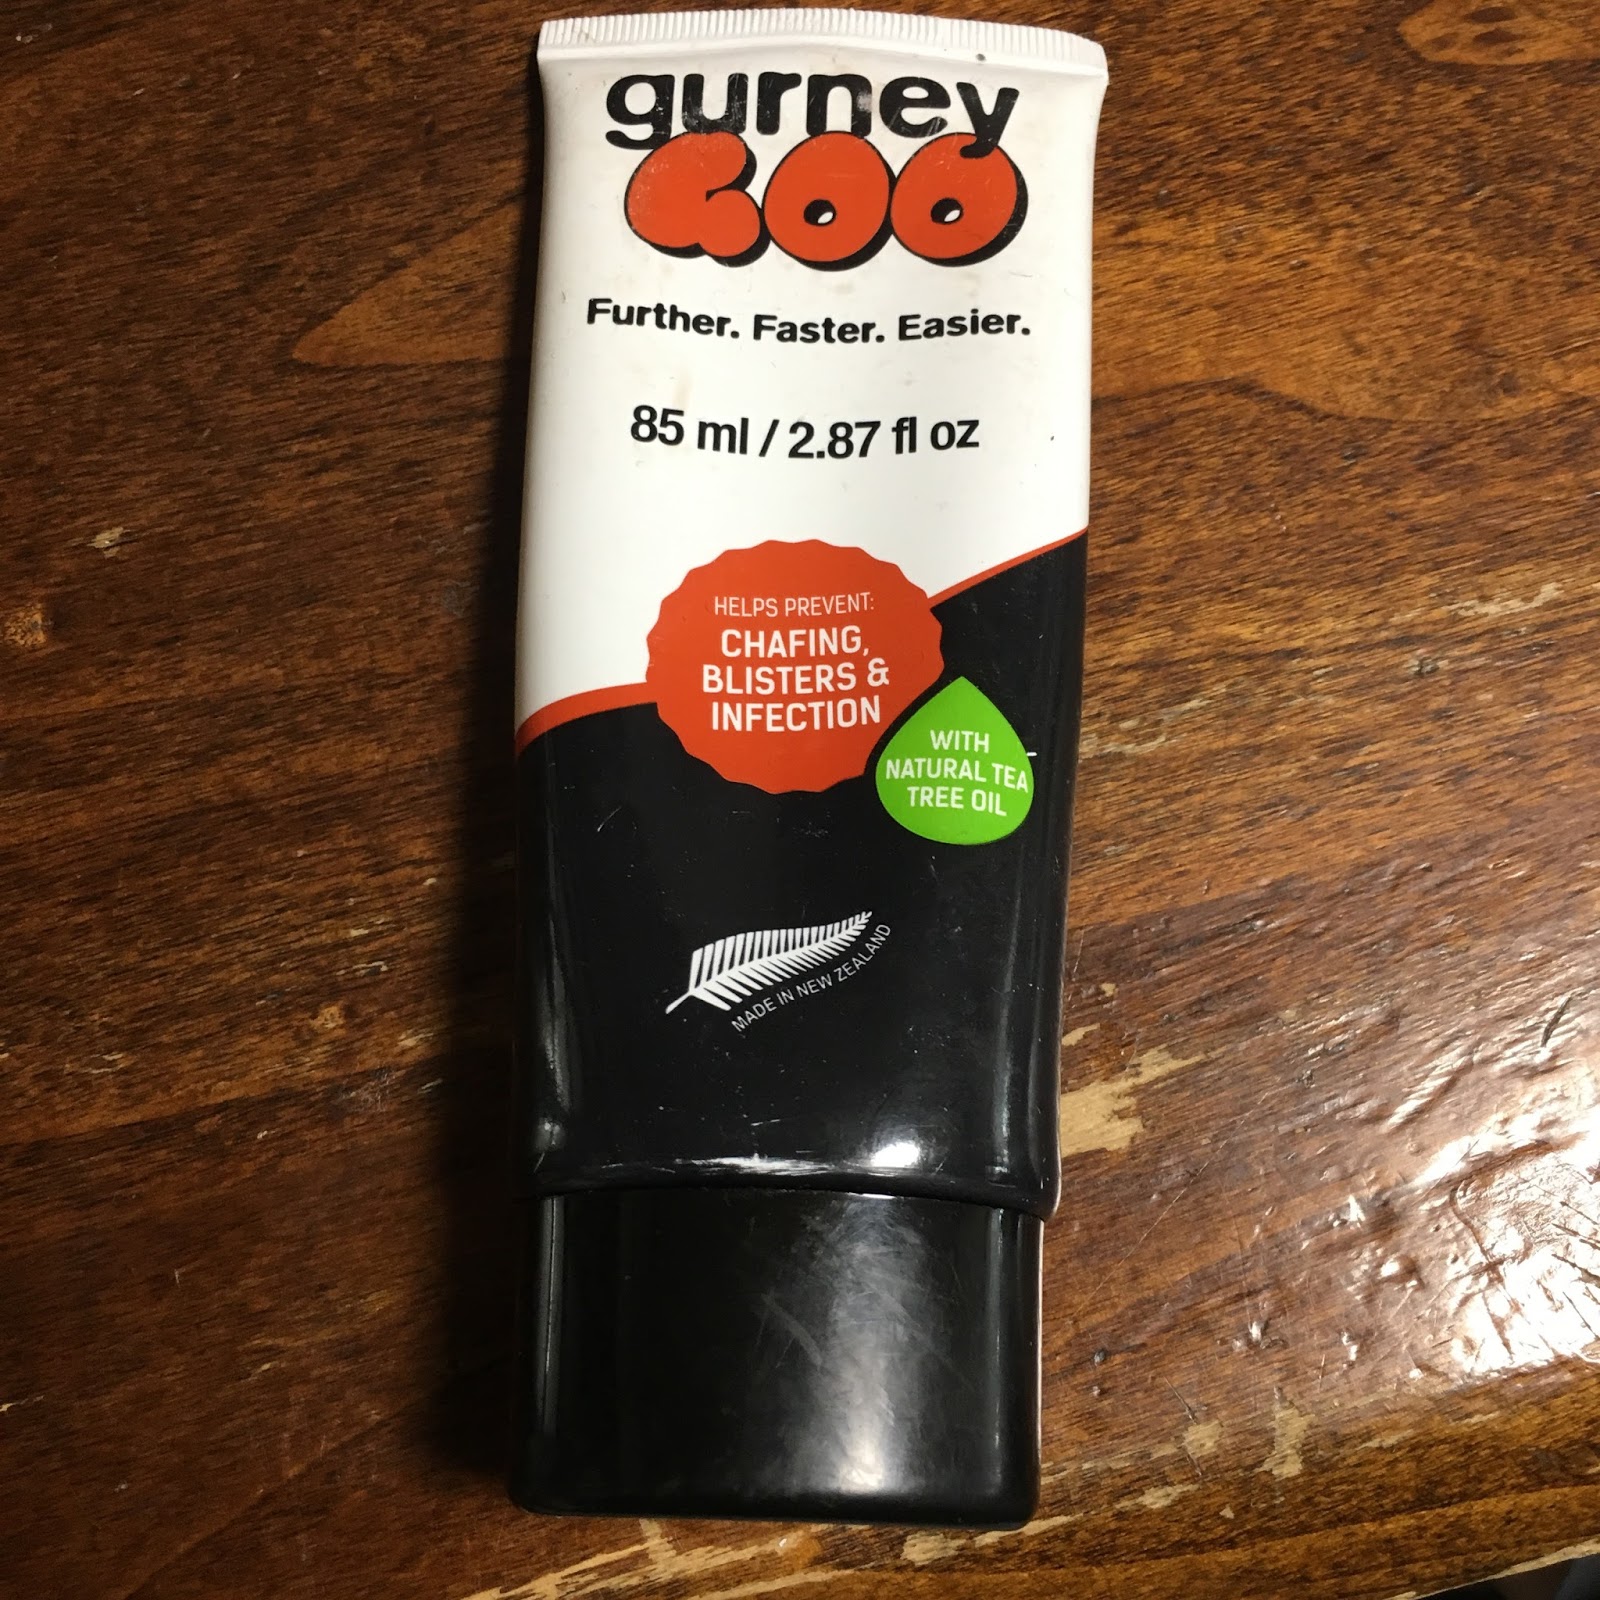 gurney
GOO
Further. Faster. Easier.
85 ml / 2.87 fl oz
HELPS PREVENT:
CHAFING,
BLISTERS &
INFECTION
WITH
NATURAL TEA
TREE OIL
MADE IN NEW ZEALAND